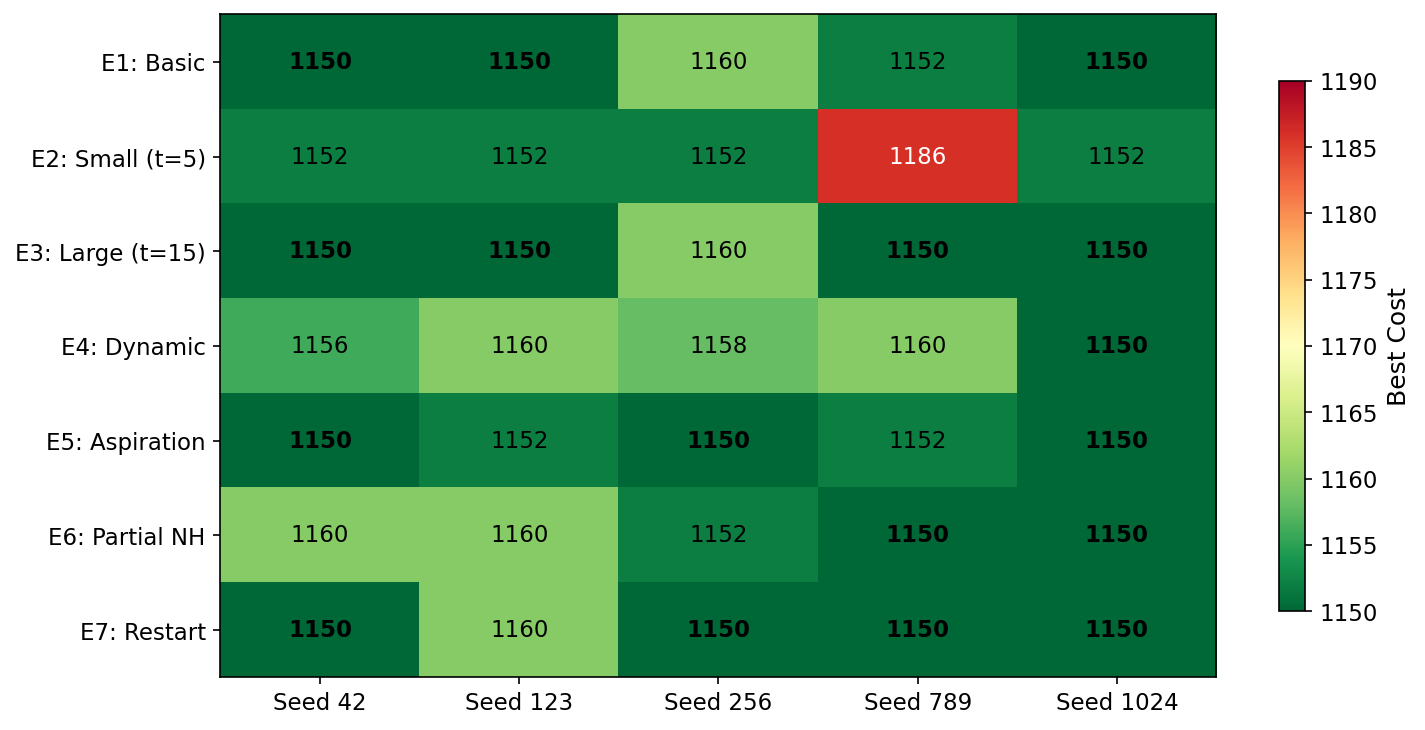 E1: Basic 1150 1150 1160 1152 1150
E2: Small (t=5) 1152 1152 1152 1186 1152
E3: Large (t=15) 1150 1150 1160 1150 1150
E4: Dynamic 1156 1160 1158 1160 1150
E5: Aspiration 1150 1152 1150 1152 1150
E6: Partial NH 1160 1160 1152 1150 1150
E7: Restart 1150 1160 1150 1150 1150
Seed 42 Seed 123 Seed 256 Seed 789 Seed 1024
1190
1185
1180
1175
1170
1165
1160
1155
1150
Best Cost